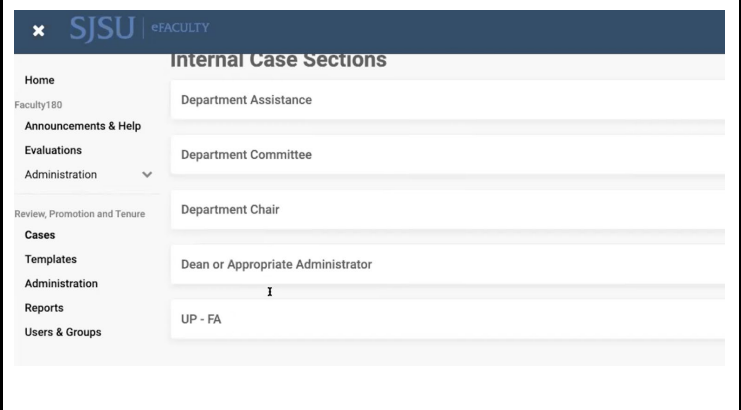 SJSU | eFACULTY
Internal Case Sections
Home
Faculty180
Announcements & Help
Evaluations
Administration
Review, Promotion and Tenure
Cases
Templates
Administration
Reports
Users & Groups
Department Assistance
Department Committee
Department Chair
Dean or Appropriate Administrator
UP - FA